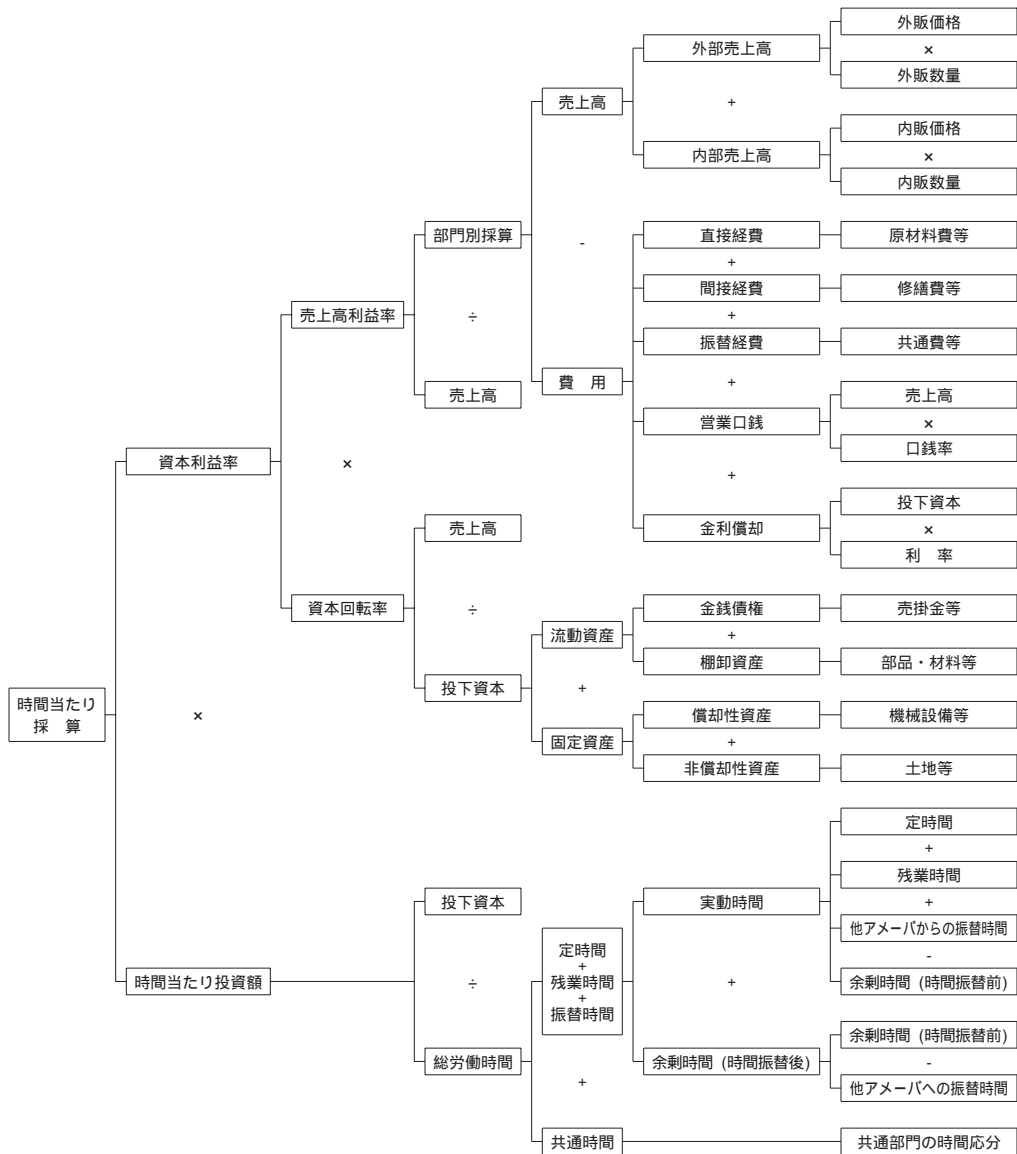 外販価格
外部売上高
×
外販数量
売上高
+
内販価格
内部売上高
×
内販数量
部門別採算
-
直接経費
原材料費等
+
間接経費
修繕費等
売上高利益率
÷
+
振替経費
共通費等
費 用
+
売上高
売上高
営業口銭
×
口銭率
資本利益率
×
+
投下資本
売上高
金利償却
×
利 率
資本回転率
÷
金銭債権
売掛金等
流動資産
+
棚卸資産
部品・材料等
投下資本
+
時間当たり
採 算
×
償却性資産
機械設備等
固定資産
+
非償却性資産
土地等
定時間
+
残業時間
投下資本
実動時間
+
他アメーバからの振替時間
定時間
+
残業時間
+
振替時間
-
時間当たり投資額
÷
+
余剰時間 (時間振替前)
余剰時間 (時間振替前)
総労働時間
余剰時間 (時間振替後)
-
+
他アメーバへの振替時間
共通時間
共通部門の時間応分